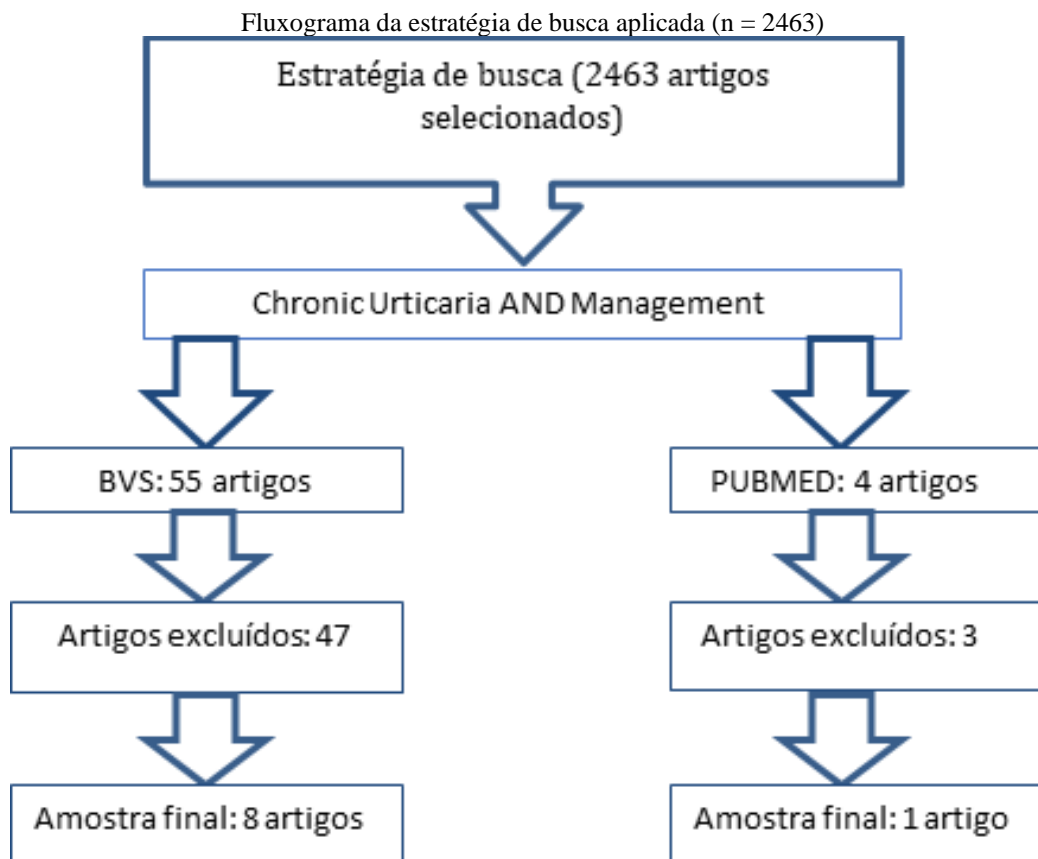 Fluxograma da estratégia de busca aplicada (n = 2463)
Estratégia de busca (2463 artigos
selecionados)
Chronic Urticaria AND Management
BVS: 55 artigos
PUBMED: 4 artigos
Artigos excluídos: 47
Artigos excluídos: 3
Amostra final: 8 artigos
Amostra final: 1 artigo